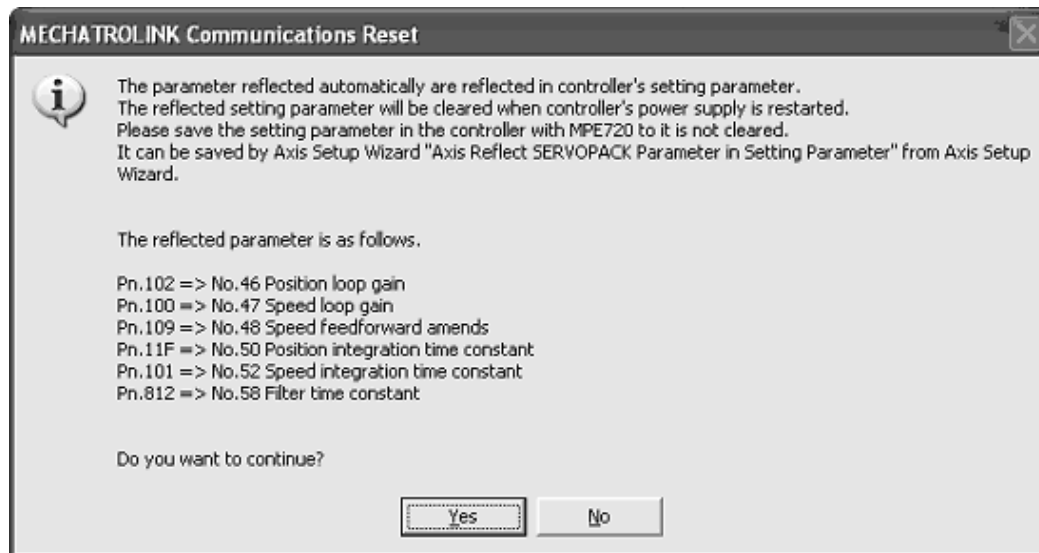 MECHATROLINK Communications Reset
The parameter reflected automatically are reflected in controller's setting parameter.
The reflected setting parameter will be cleared when controller's power supply is restarted.
Please save the setting parameter in the controller with MPE720 to it is not cleared.
It can be saved by Axis Setup Wizard "Axis Reflect SERVOPACK Parameter in Setting Parameter" from Axis Setup
Wizard.
The reflected parameter is as follows.
Pn.102 => No.46 Position loop gain
Pn.100 => No.47 Speed loop gain
Pn.109 => No.48 Speed feedforward amends
Pn.11F => No.50 Position integration time constant
Pn.101 => No.52 Speed integration time constant
Pn.812 => No.58 Filter time constant
Do you want to continue?
Yes No